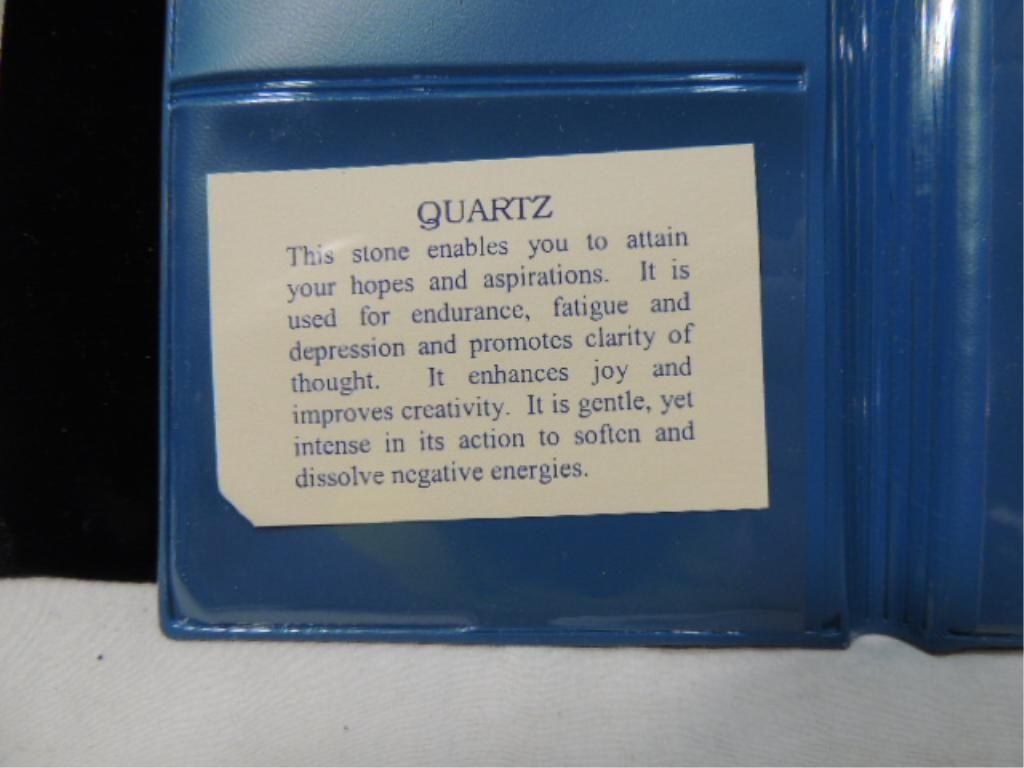 QUARTZ
This stone enables you to attain
your hopes and aspirations. It is
used for endurance, fatigue and
depression and promotes clarity of
thought. It enhances joy and
improves creativity. It is gentle, yet
intense in its action to soften and
dissolve negative energies.